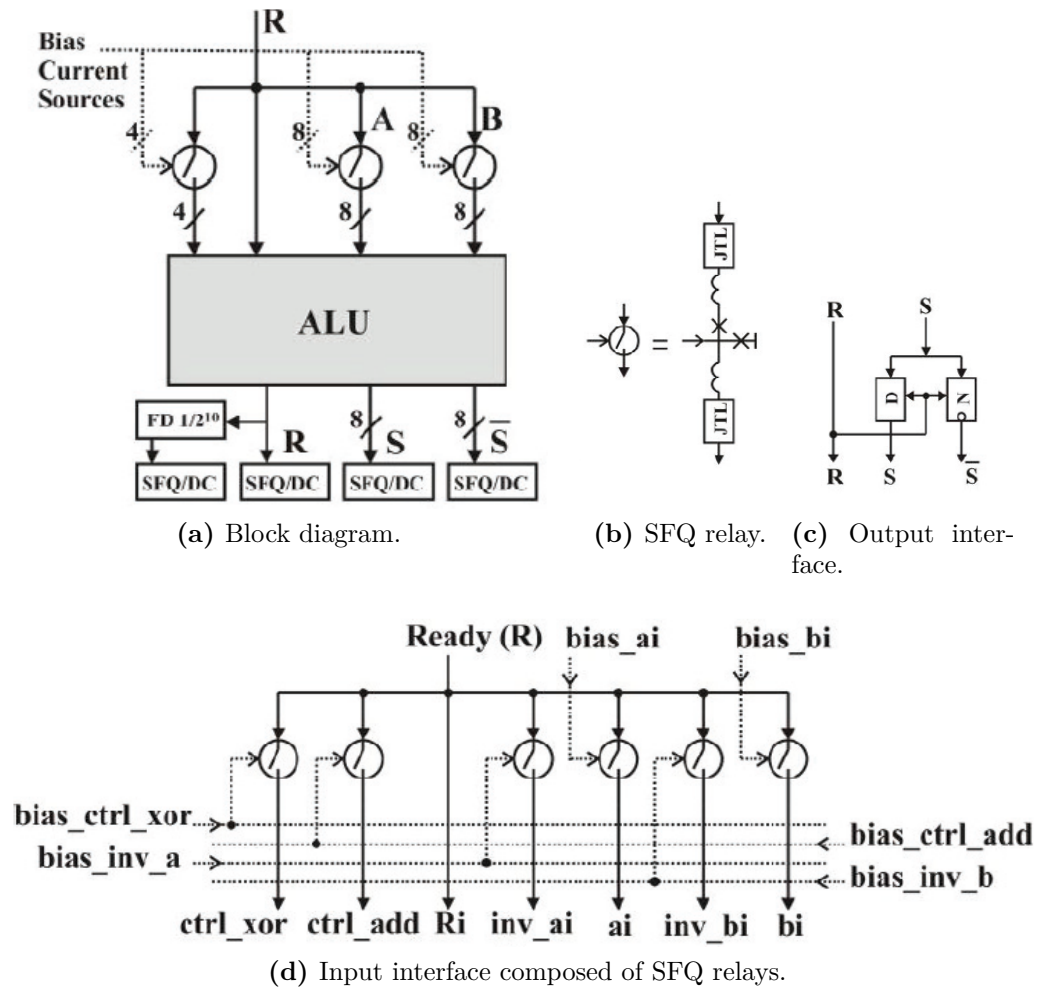 R
Bias
Current
Sources
4 8 A 8 B
4 8 8
ALU
FD 1/2¹⁰
R 8 S 8 S̅
SFQ/DC SFQ/DC SFQ/DC SFQ/DC
(a) Block diagram.
JTL
=
JTL
(b) SFQ relay.
R S
D N
R S S̅
(c) Output inter-
face.
Ready (R) bias_ai bias_bi
bias_ctrl_xor
bias_ctrl_add
bias_inv_a
bias_inv_b
ctrl_xor ctrl_add Ri inv_ai ai inv_bi bi
(d) Input interface composed of SFQ relays.